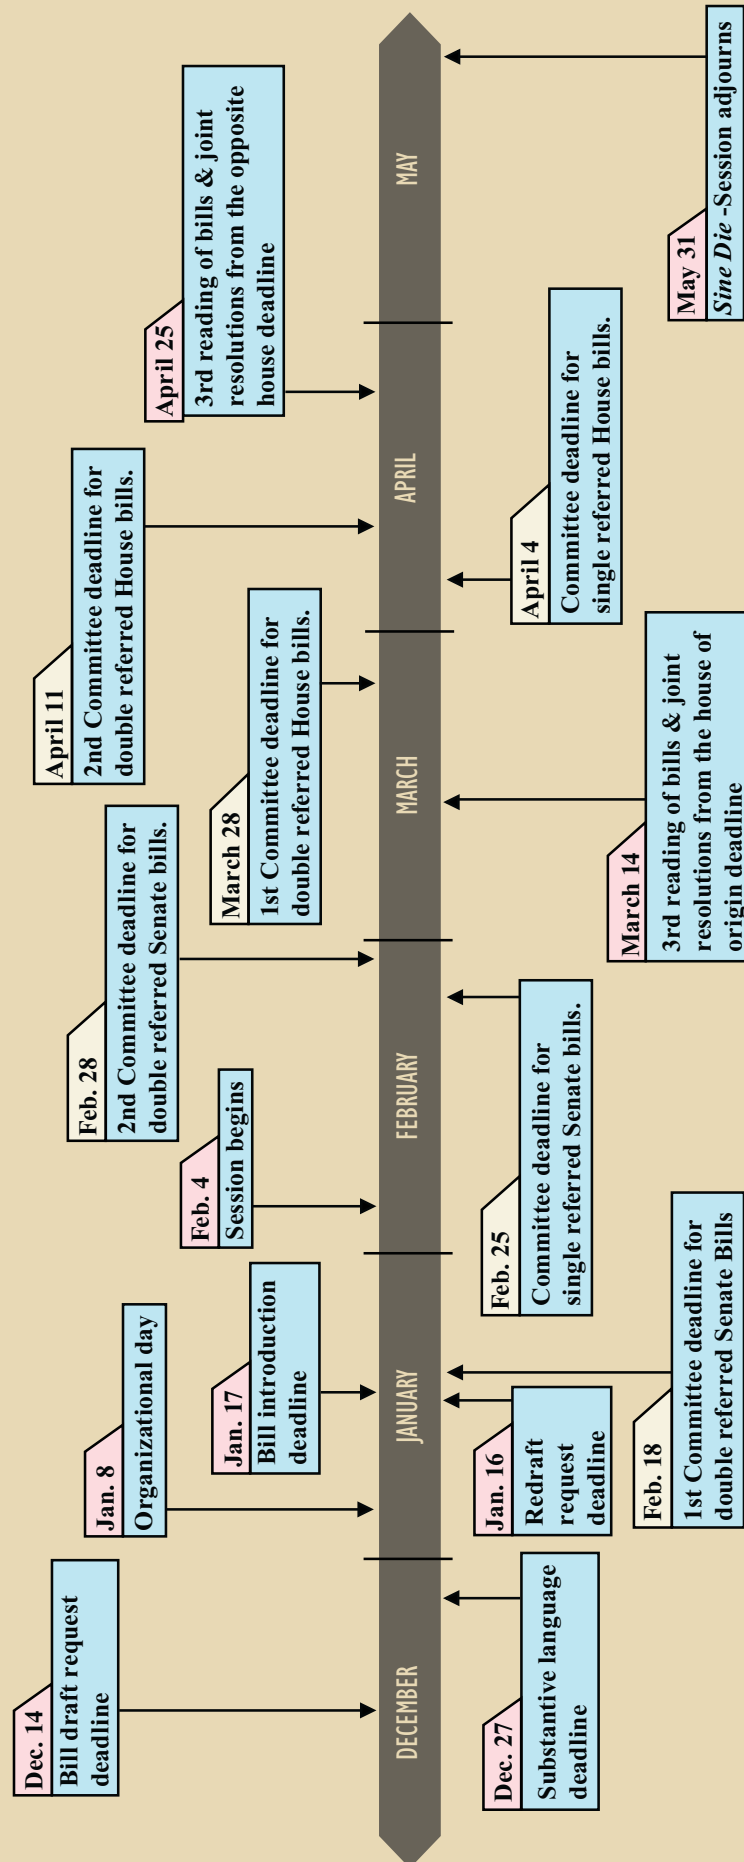 Dec. 14
Bill draft request
deadline
Jan. 8
Organizational day
Jan. 17
Bill introduction
deadline
Feb. 4
Session begins
Feb. 28
2nd Committee deadline for
double referred Senate bills.
March 28
1st Committee deadline for
double referred House bills.
April 11
2nd Committee deadline for
double referred House bills.
April 25
3rd reading of bills & joint
resolutions from the opposite
house deadline
DECEMBER
JANUARY
FEBRUARY
MARCH
APRIL
MAY
Dec. 27
Substantive language
deadline
Jan. 16
Redraft
request
deadline
Feb. 18
1st Committee deadline for
double referred Senate Bills
Feb. 25
Committee deadline for
single referred Senate bills.
March 14
3rd reading of bills & joint
resolutions from the house of
origin deadline
April 4
Committee deadline for
single referred House bills.
May 31
Sine Die -Session adjourns